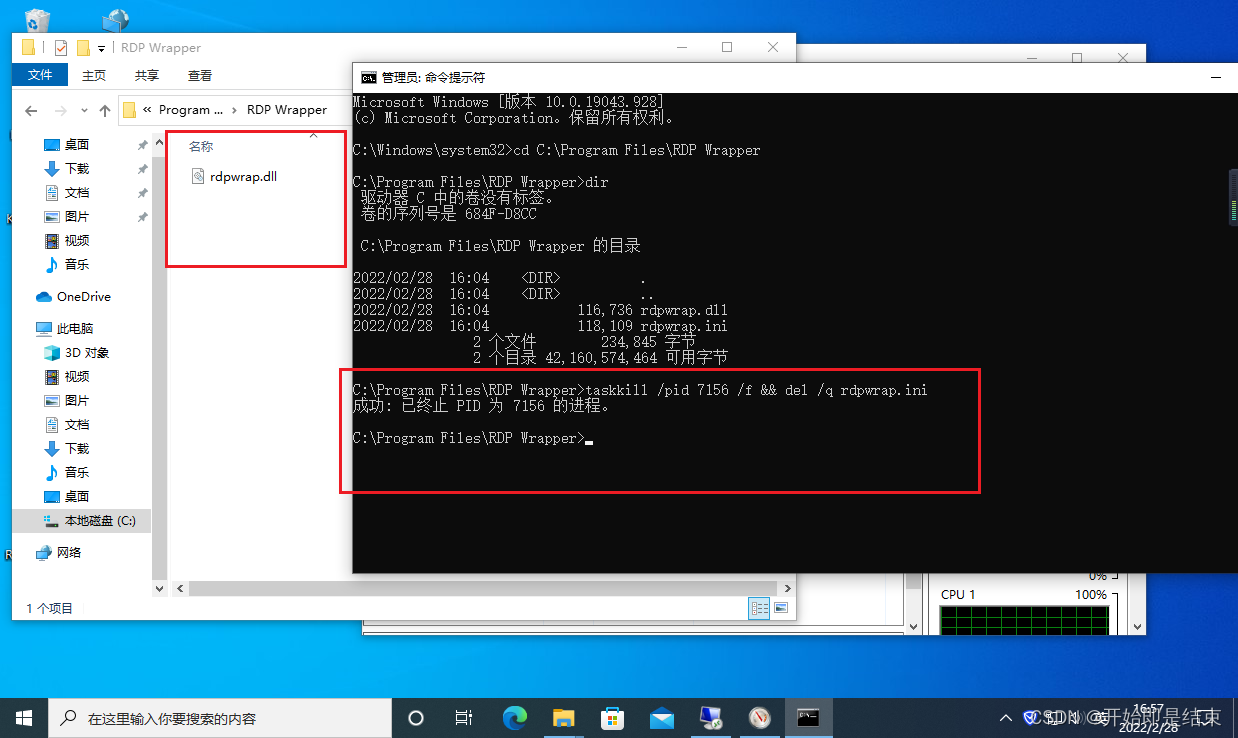 RDP Wrapper
文件 主页 共享 查看
« Program ... › RDP Wrapper
桌面
下载
文档
图片
视频
音乐
OneDrive
此电脑
3D 对象
视频
图片
文档
下载
音乐
桌面
本地磁盘 (C:)
网络
名称
rdpwrap.dll
1 个项目
管理员: 命令提示符
Microsoft Windows [版本 10.0.19043.928]
(c) Microsoft Corporation。保留所有权利。
C:\Windows\system32>cd C:\Program Files\RDP Wrapper
C:\Program Files\RDP Wrapper>dir
驱动器 C 中的卷没有标签。
卷的序列号是 684F-D8CC
C:\Program Files\RDP Wrapper 的目录
2022/02/28  16:04    <DIR>          .
2022/02/28  16:04    <DIR>          ..
2022/02/28  16:04           116,736 rdpwrap.dll
2022/02/28  16:04           118,109 rdpwrap.ini
2 个文件        234,845 字节
2 个目录 42,160,574,464 可用字节
C:\Program Files\RDP Wrapper>taskkill /pid 7156 /f && del /q rdpwrap.ini
成功: 已终止 PID 为 7156 的进程。
C:\Program Files\RDP Wrapper>
0%
CPU 1 100%
在这里输入你要搜索的内容
英
16:57
2022/2/28
CSDN @开始即是结束